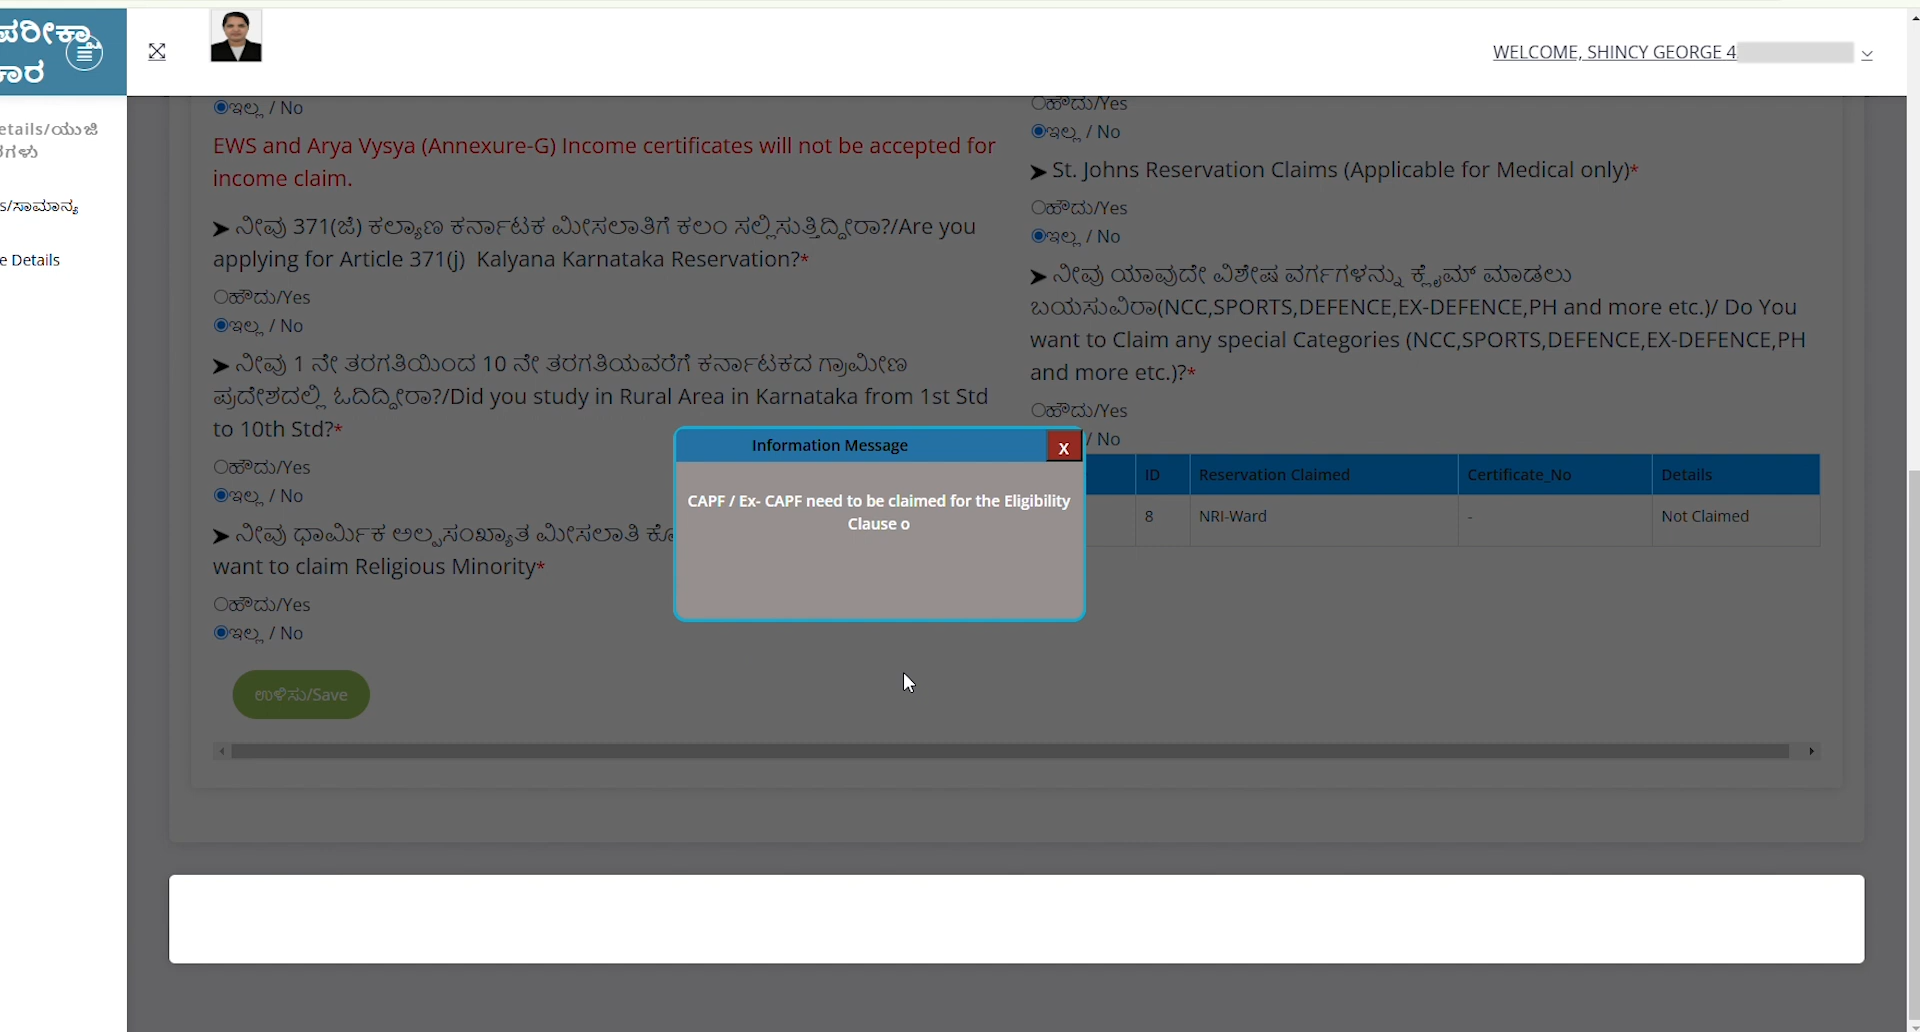 ಪರೀಕ್ಷಾ
WELCOME, SHINCY GEORGE 4
ಕಾರ
etails/ಯುಜಿ
ಗಳು
s/ಸಾಮಾನ್ಯ
e Details
ಇಲ್ಲ / No
EWS and Arya Vysya (Annexure-G) Income certificates will not be accepted for
income claim.
➤ ನೀವು 371(ಜೆ) ಕಲ್ಯಾಣ ಕರ್ನಾಟಕ ಮೀಸಲಾತಿಗೆ ಕಲಂ ಸಲ್ಲಿಸುತ್ತಿದ್ದೀರಾ?/Are you
applying for Article 371(j) Kalyana Karnataka Reservation?*
ಹೌದು/Yes
ಇಲ್ಲ / No
➤ ನೀವು 1 ನೇ ತರಗತಿಯಿಂದ 10 ನೇ ತರಗತಿಯವರೆಗೆ ಕರ್ನಾಟಕದ ಗ್ರಾಮೀಣ
ಪ್ರದೇಶದಲ್ಲಿ ಓದಿದ್ದೀರಾ?/Did you study in Rural Area in Karnataka from 1st Std
to 10th Std?*
ಹೌದು/Yes
ಇಲ್ಲ / No
➤ ನೀವು ಧಾರ್ಮಿಕ ಅಲ್ಪಸಂಖ್ಯಾತ ಮೀಸಲಾತಿ
want to claim Religious Minority*
ಹೌದು/Yes
ಇಲ್ಲ / No
ಉಳಿಸು/Save
ಹೌದು/Yes
ಇಲ್ಲ / No
➤ St. Johns Reservation Claims (Applicable for Medical only)*
ಹೌದು/Yes
ಇಲ್ಲ / No
➤ ನೀವು ಯಾವುದೇ ವಿಶೇಷ ವರ್ಗಗಳನ್ನು ಕ್ಲೈಮ್ ಮಾಡಲು
ಬಯಸುವಿರಾ(NCC,SPORTS,DEFENCE,EX-DEFENCE,PH and more etc.)/ Do You
want to Claim any special Categories (NCC,SPORTS,DEFENCE,EX-DEFENCE,PH
and more etc.)?*
ಹೌದು/Yes
/ No
ID Reservation Claimed Certificate_No Details
8 NRI-Ward - Not Claimed
Information Message X
CAPF / Ex- CAPF need to be claimed for the Eligibility
Clause o